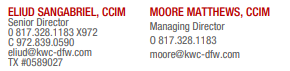 ELIUD SANGABRIEL, CCIM
Senior Director
O 817.328.1183 X972
C 972.839.0590
eliud@kwc-dfw.com
TX #0589027
MOORE MATTHEWS, CCIM
Managing Director
O 817.328.1183
moore@kwc-dfw.com